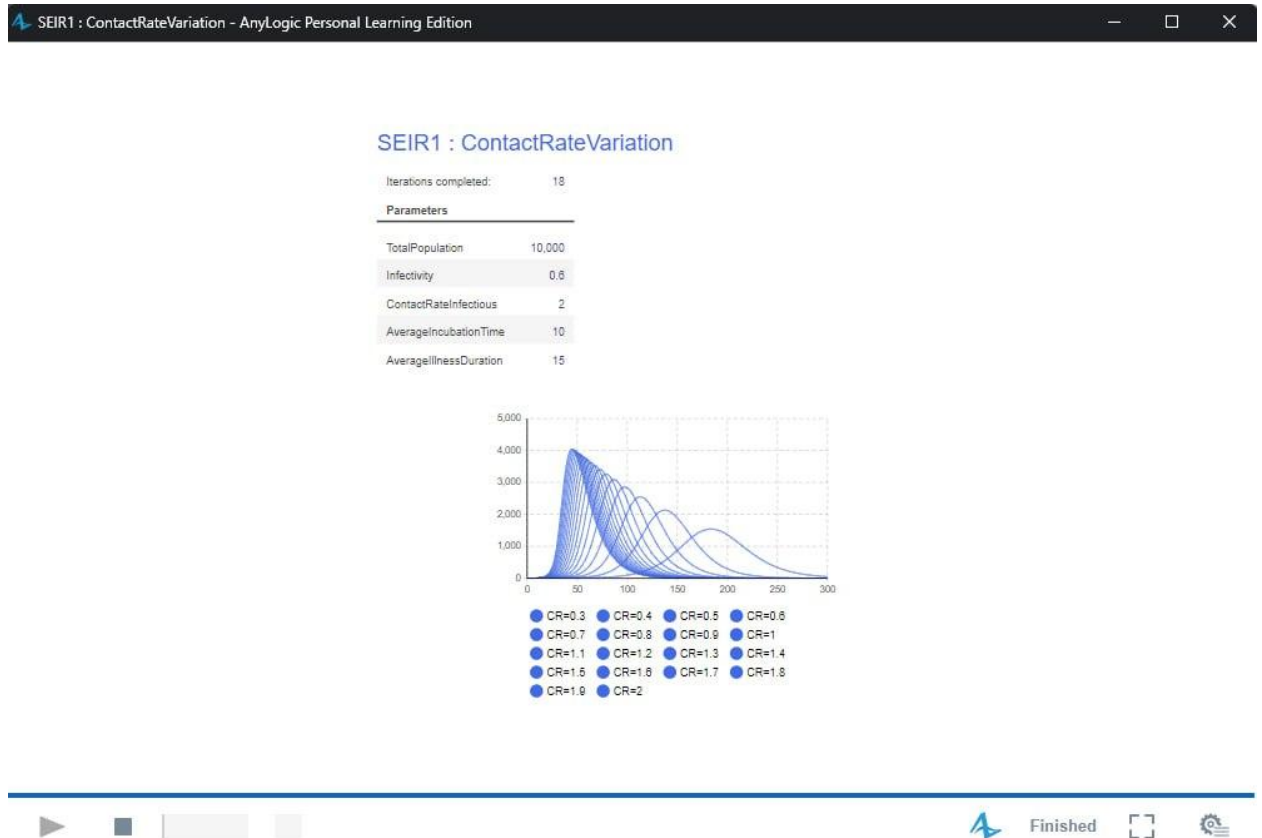 SEIR1 : ContactRateVariation - AnyLogic Personal Learning Edition
SEIR1 : ContactRateVariation
Iterations completed: 18
Parameters
TotalPopulation 10,000
Infectivity 0.6
ContactRateInfectious 2
AverageIncubationTime 10
AverageIllnessDuration 15
5,000
4,000
3,000
2,000
1,000
0
0 50 100 150 200 250 300
CR=0.3 CR=0.4 CR=0.5 CR=0.6
CR=0.7 CR=0.8 CR=0.9 CR=1
CR=1.1 CR=1.2 CR=1.3 CR=1.4
CR=1.5 CR=1.6 CR=1.7 CR=1.8
CR=1.9 CR=2
Finished